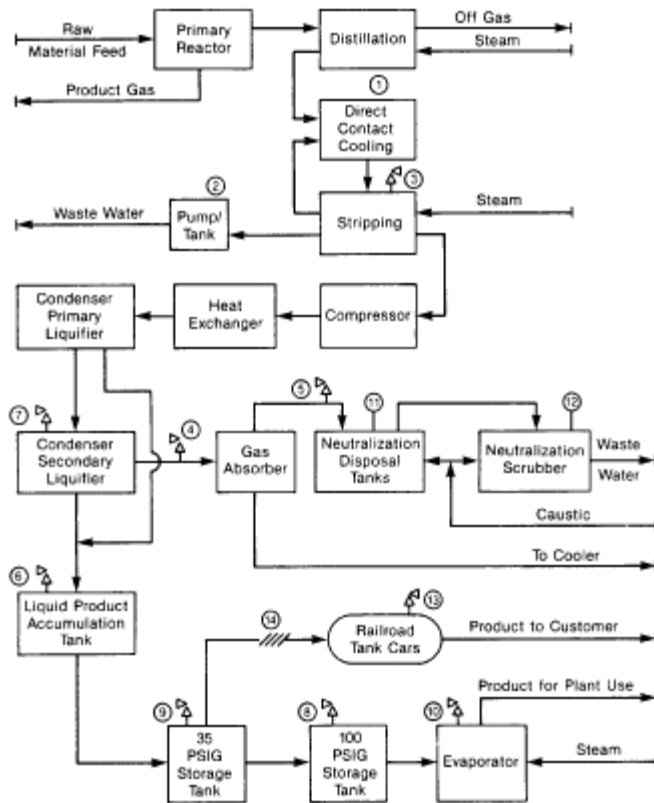 Raw
Material Feed
Primary
Reactor
Distillation
Off Gas
Steam
Product Gas
①
Direct
Contact
Cooling
②
③
Waste Water
Pump/
Tank
Stripping
Steam
Condenser
Primary
Liquifier
Heat
Exchanger
Compressor
⑤
⑪
⑫
⑦
④
Condenser
Secondary
Liquifier
Gas
Absorber
Neutralization
Disposal
Tanks
Neutralization
Scrubber
Waste
Water
Caustic
To Cooler
⑥
Liquid Product
Accumulation
Tank
⑭
⑬
Railroad
Tank Cars
Product to Customer
Product for Plant Use
⑨
⑧
⑩
35
PSIG
Storage
Tank
100
PSIG
Storage
Tank
Evaporator
Steam